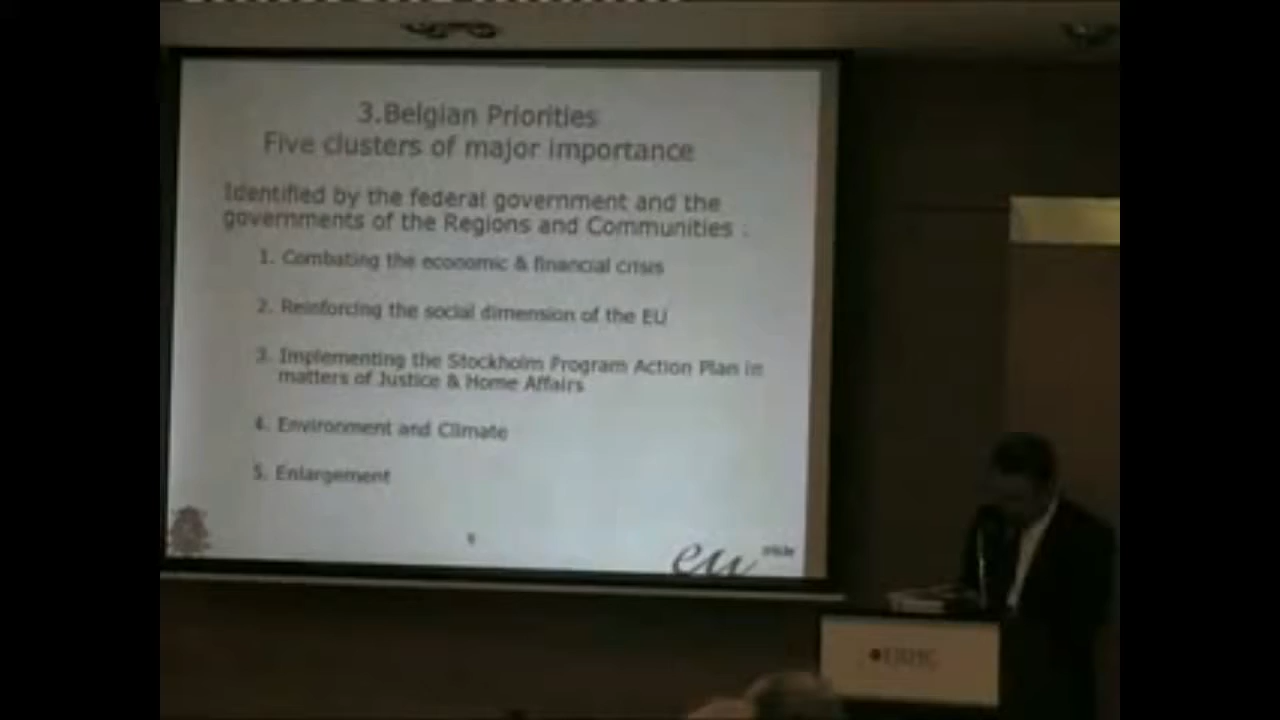 3.Belgian Priorities
Five clusters of major importance
Identified by the federal government and the
governments of the Regions and Communities :
1. Combating the economic & financial crisis
2. Reinforcing the social dimension of the EU
3. Implementing the Stockholm Program Action Plan in
matters of Justice & Home Affairs
4. Environment and Climate
5. Enlargement
eu